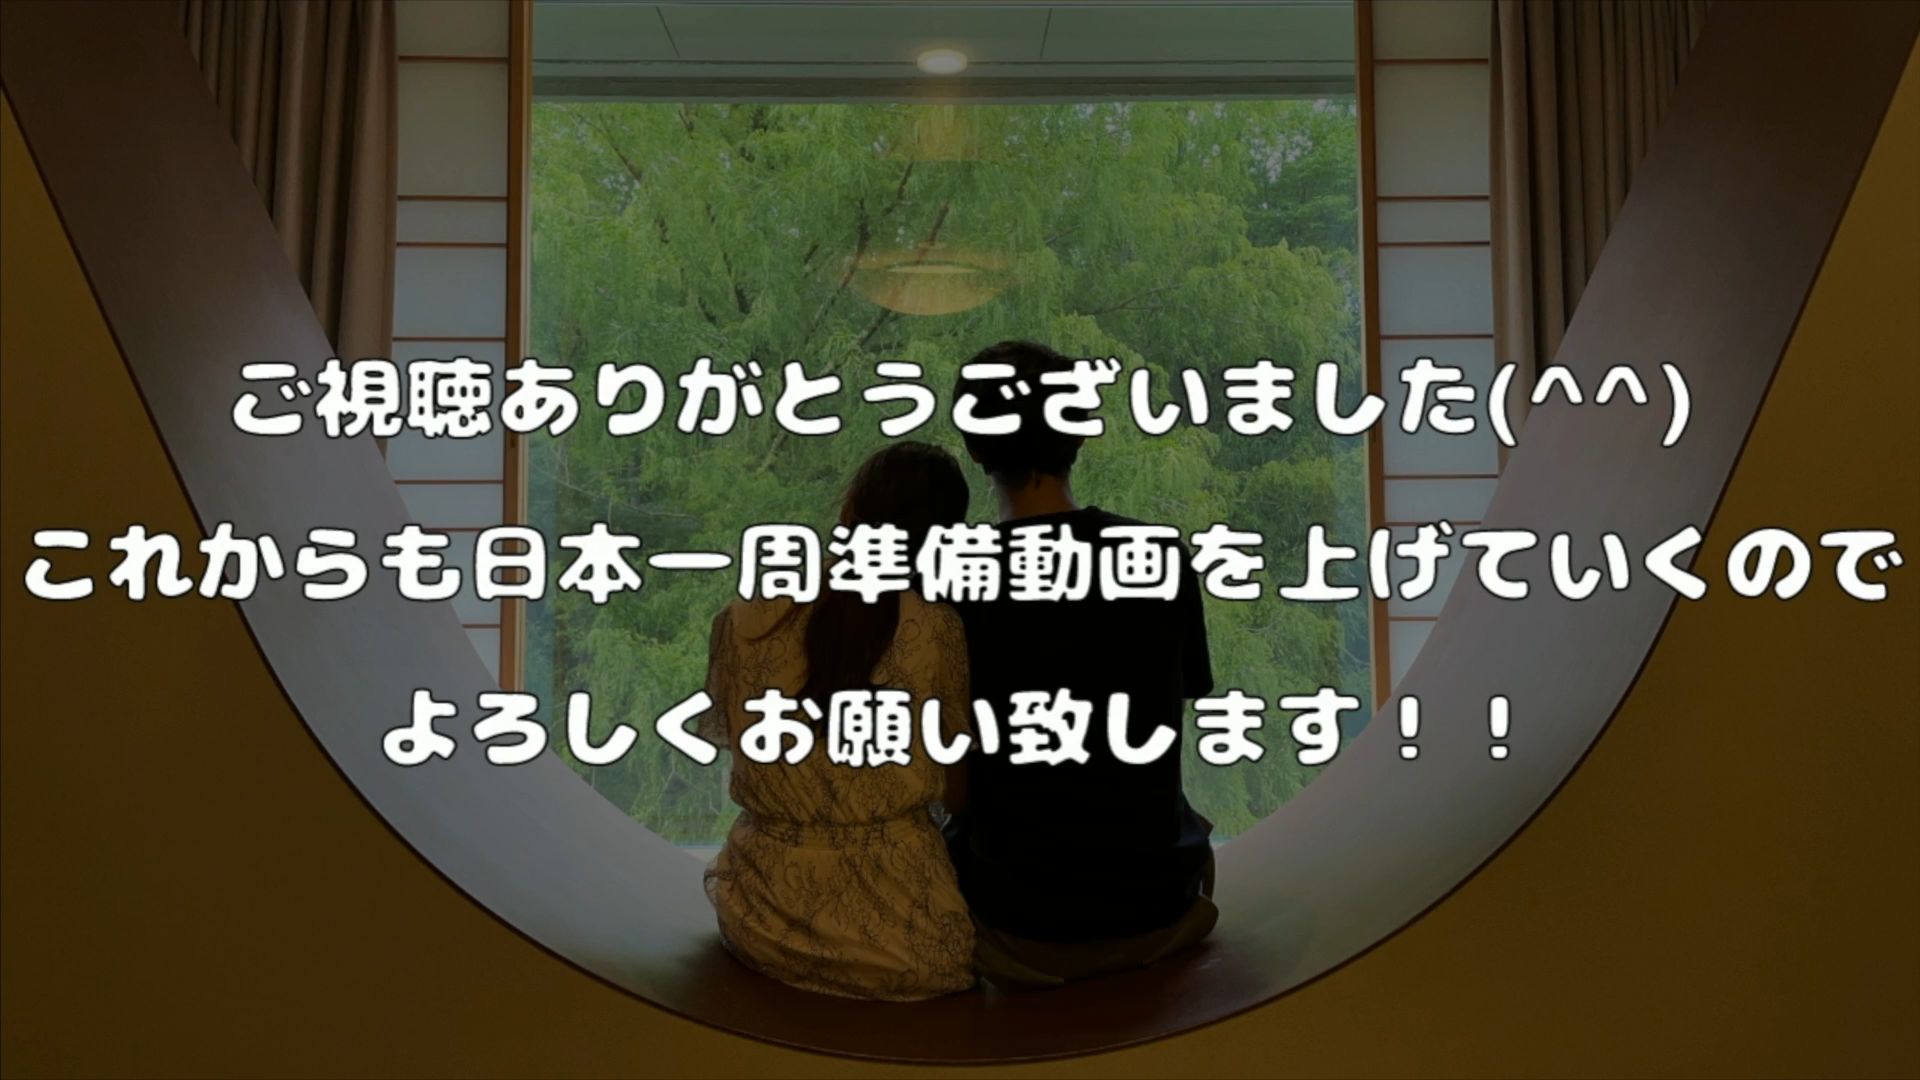 ご視聴ありがとうございました(^^)
これからも日本一周準備動画を上げていくので
よろしくお願い致します！！